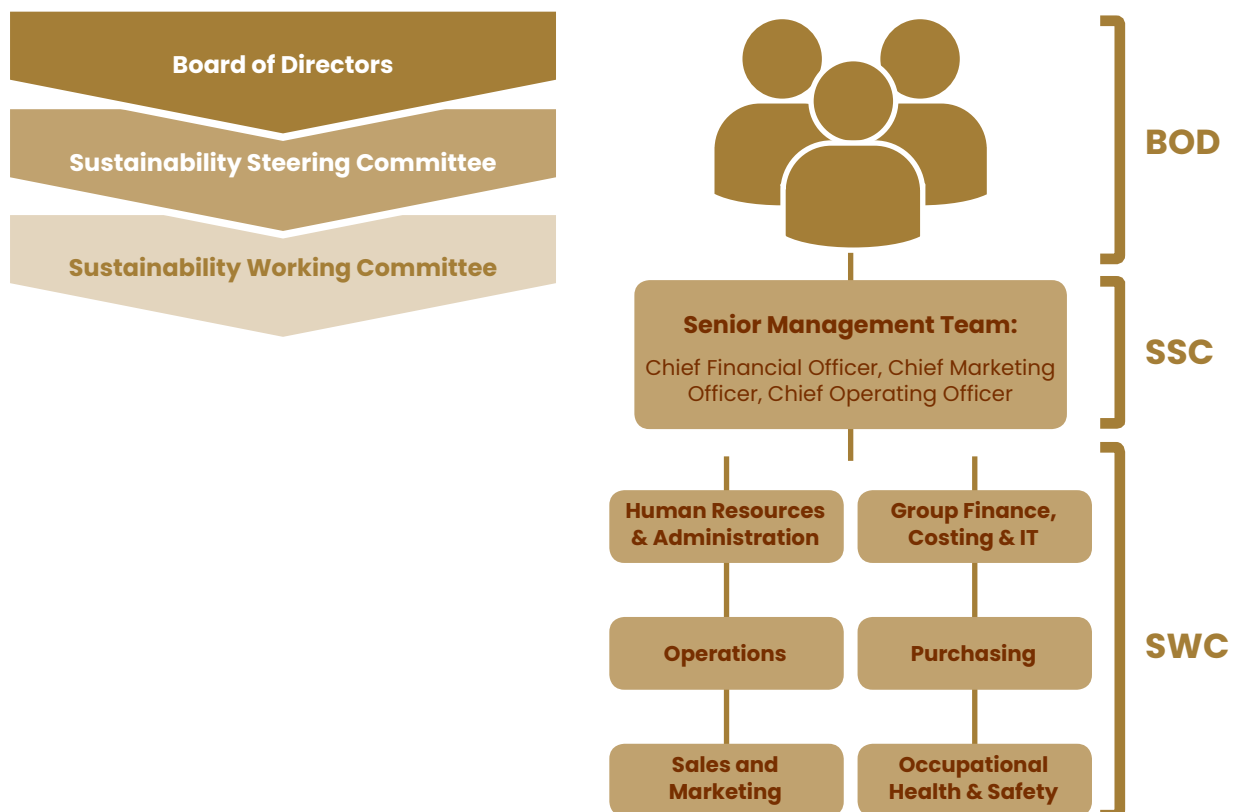 Board of Directors
Sustainability Steering Committee
Sustainability Working Committee
BOD
Senior Management Team:
Chief Financial Officer, Chief Marketing
Officer, Chief Operating Officer
SSC
Human Resources
& Administration
Group Finance,
Costing & IT
Operations
Purchasing
SWC
Sales and
Marketing
Occupational
Health & Safety